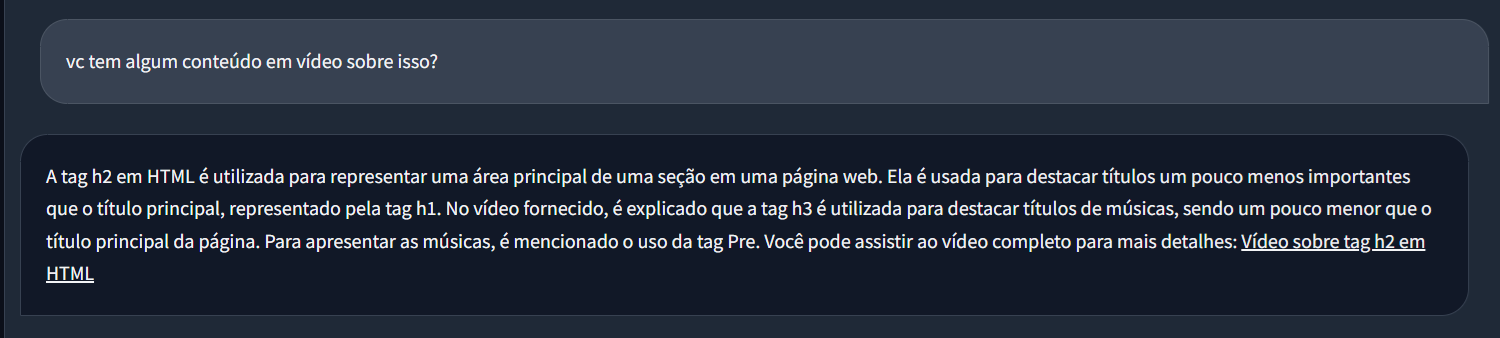 vc tem algum conteúdo em vídeo sobre isso?
A tag h2 em HTML é utilizada para representar uma área principal de uma seção em uma página web. Ela é usada para destacar títulos um pouco menos importantes
que o título principal, representado pela tag h1. No vídeo fornecido, é explicado que a tag h3 é utilizada para destacar títulos de músicas, sendo um pouco menor que o
título principal da página. Para apresentar as músicas, é mencionado o uso da tag Pre. Você pode assistir ao vídeo completo para mais detalhes: Vídeo sobre tag h2 em
HTML